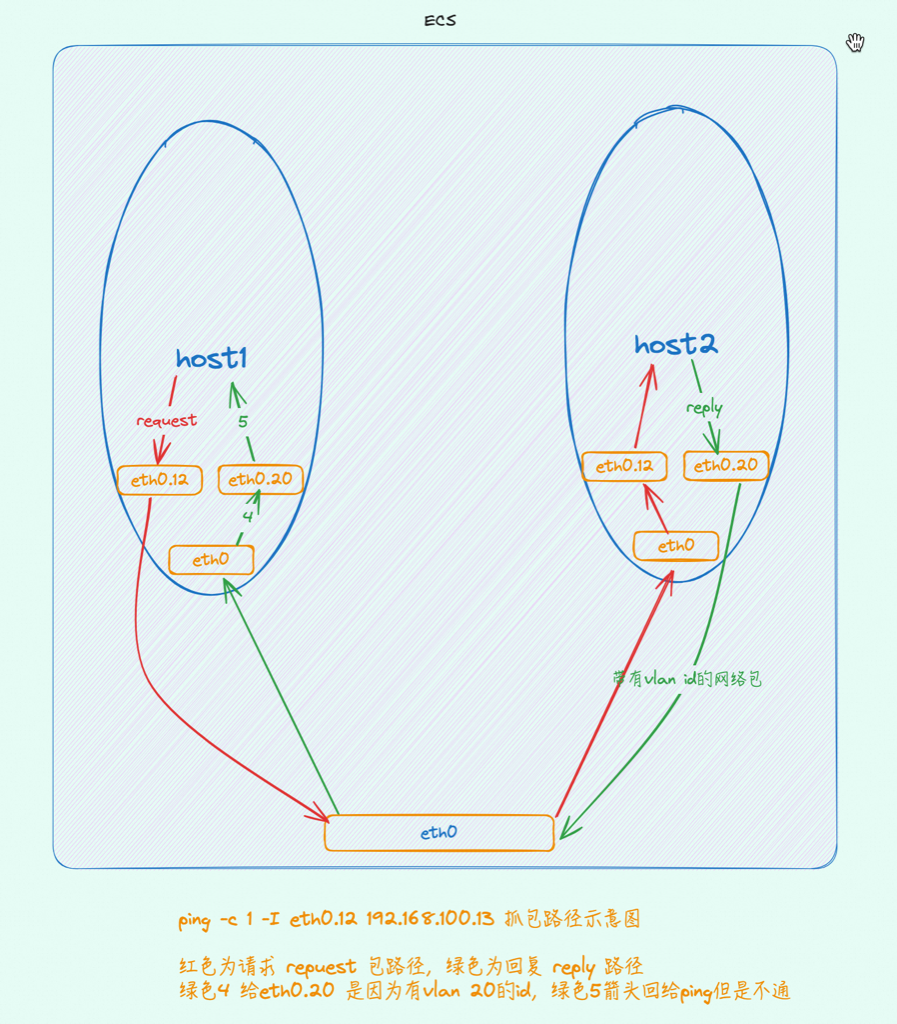 ECS
host1
host2
request
5
reply
eth0.12
eth0.20
eth0.12
eth0.20
4
eth0
eth0
带有vlan id的网络包
eth0
ping -c 1 -I eth0.12 192.168.100.13 抓包路径示意图
红色为请求 repuest 包路径，绿色为回复 reply 路径
绿色4 给eth0.20 是因为有vlan 20的id，绿色5箭头回给ping但是不通